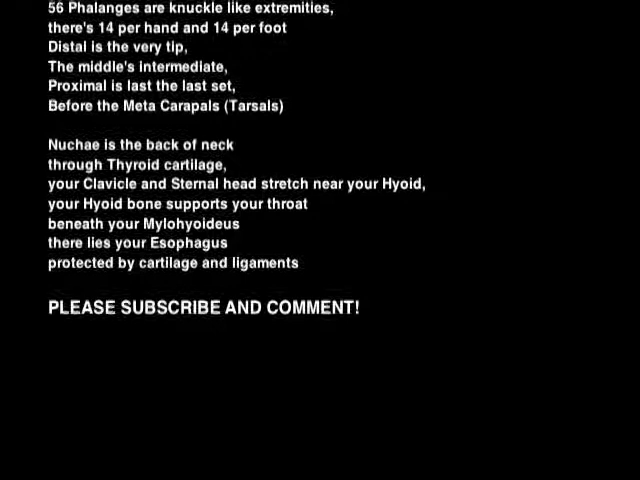 56 Phalanges are knuckle like extremities,
there's 14 per hand and 14 per foot
Distal is the very tip,
The middle's intermediate,
Proximal is last the last set,
Before the Meta Carapals (Tarsals)
Nuchae is the back of neck
through Thyroid cartilage,
your Clavicle and Sternal head stretch near your Hyoid,
your Hyoid bone supports your throat
beneath your Mylohyoideus
there lies your Esophagus
protected by cartilage and ligaments
PLEASE SUBSCRIBE AND COMMENT!